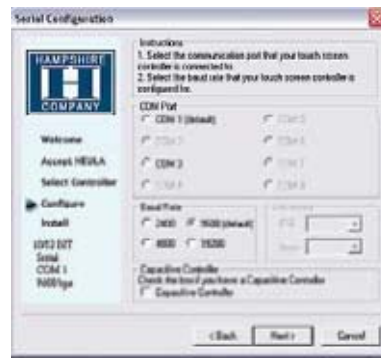 Serial Configuration
HAMPSHIRE
H
COMPANY
Welcome
Accept HEULA
Select Controller
Configure
Install
Serial
COM 1
Instructions
1. Select the communication port that your touch screen
controller is connected to.
2. Select the baud rate that your touch screen controller is
configured for.
COM Port
COM 1 (default)
COM 3
Baud Rate
2400
9600 (default)
4800
19200
Capacitive Controller
Check the box if you have a Capacitive Controller
Capacitive Controller
< Back
Next >
Cancel